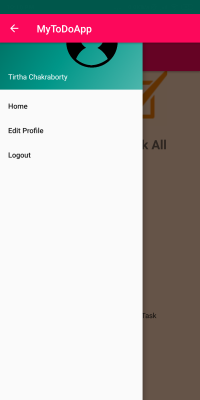 MyToDoApp
Tirtha Chakraborty
k All
Home
Edit Profile
Logout
Task